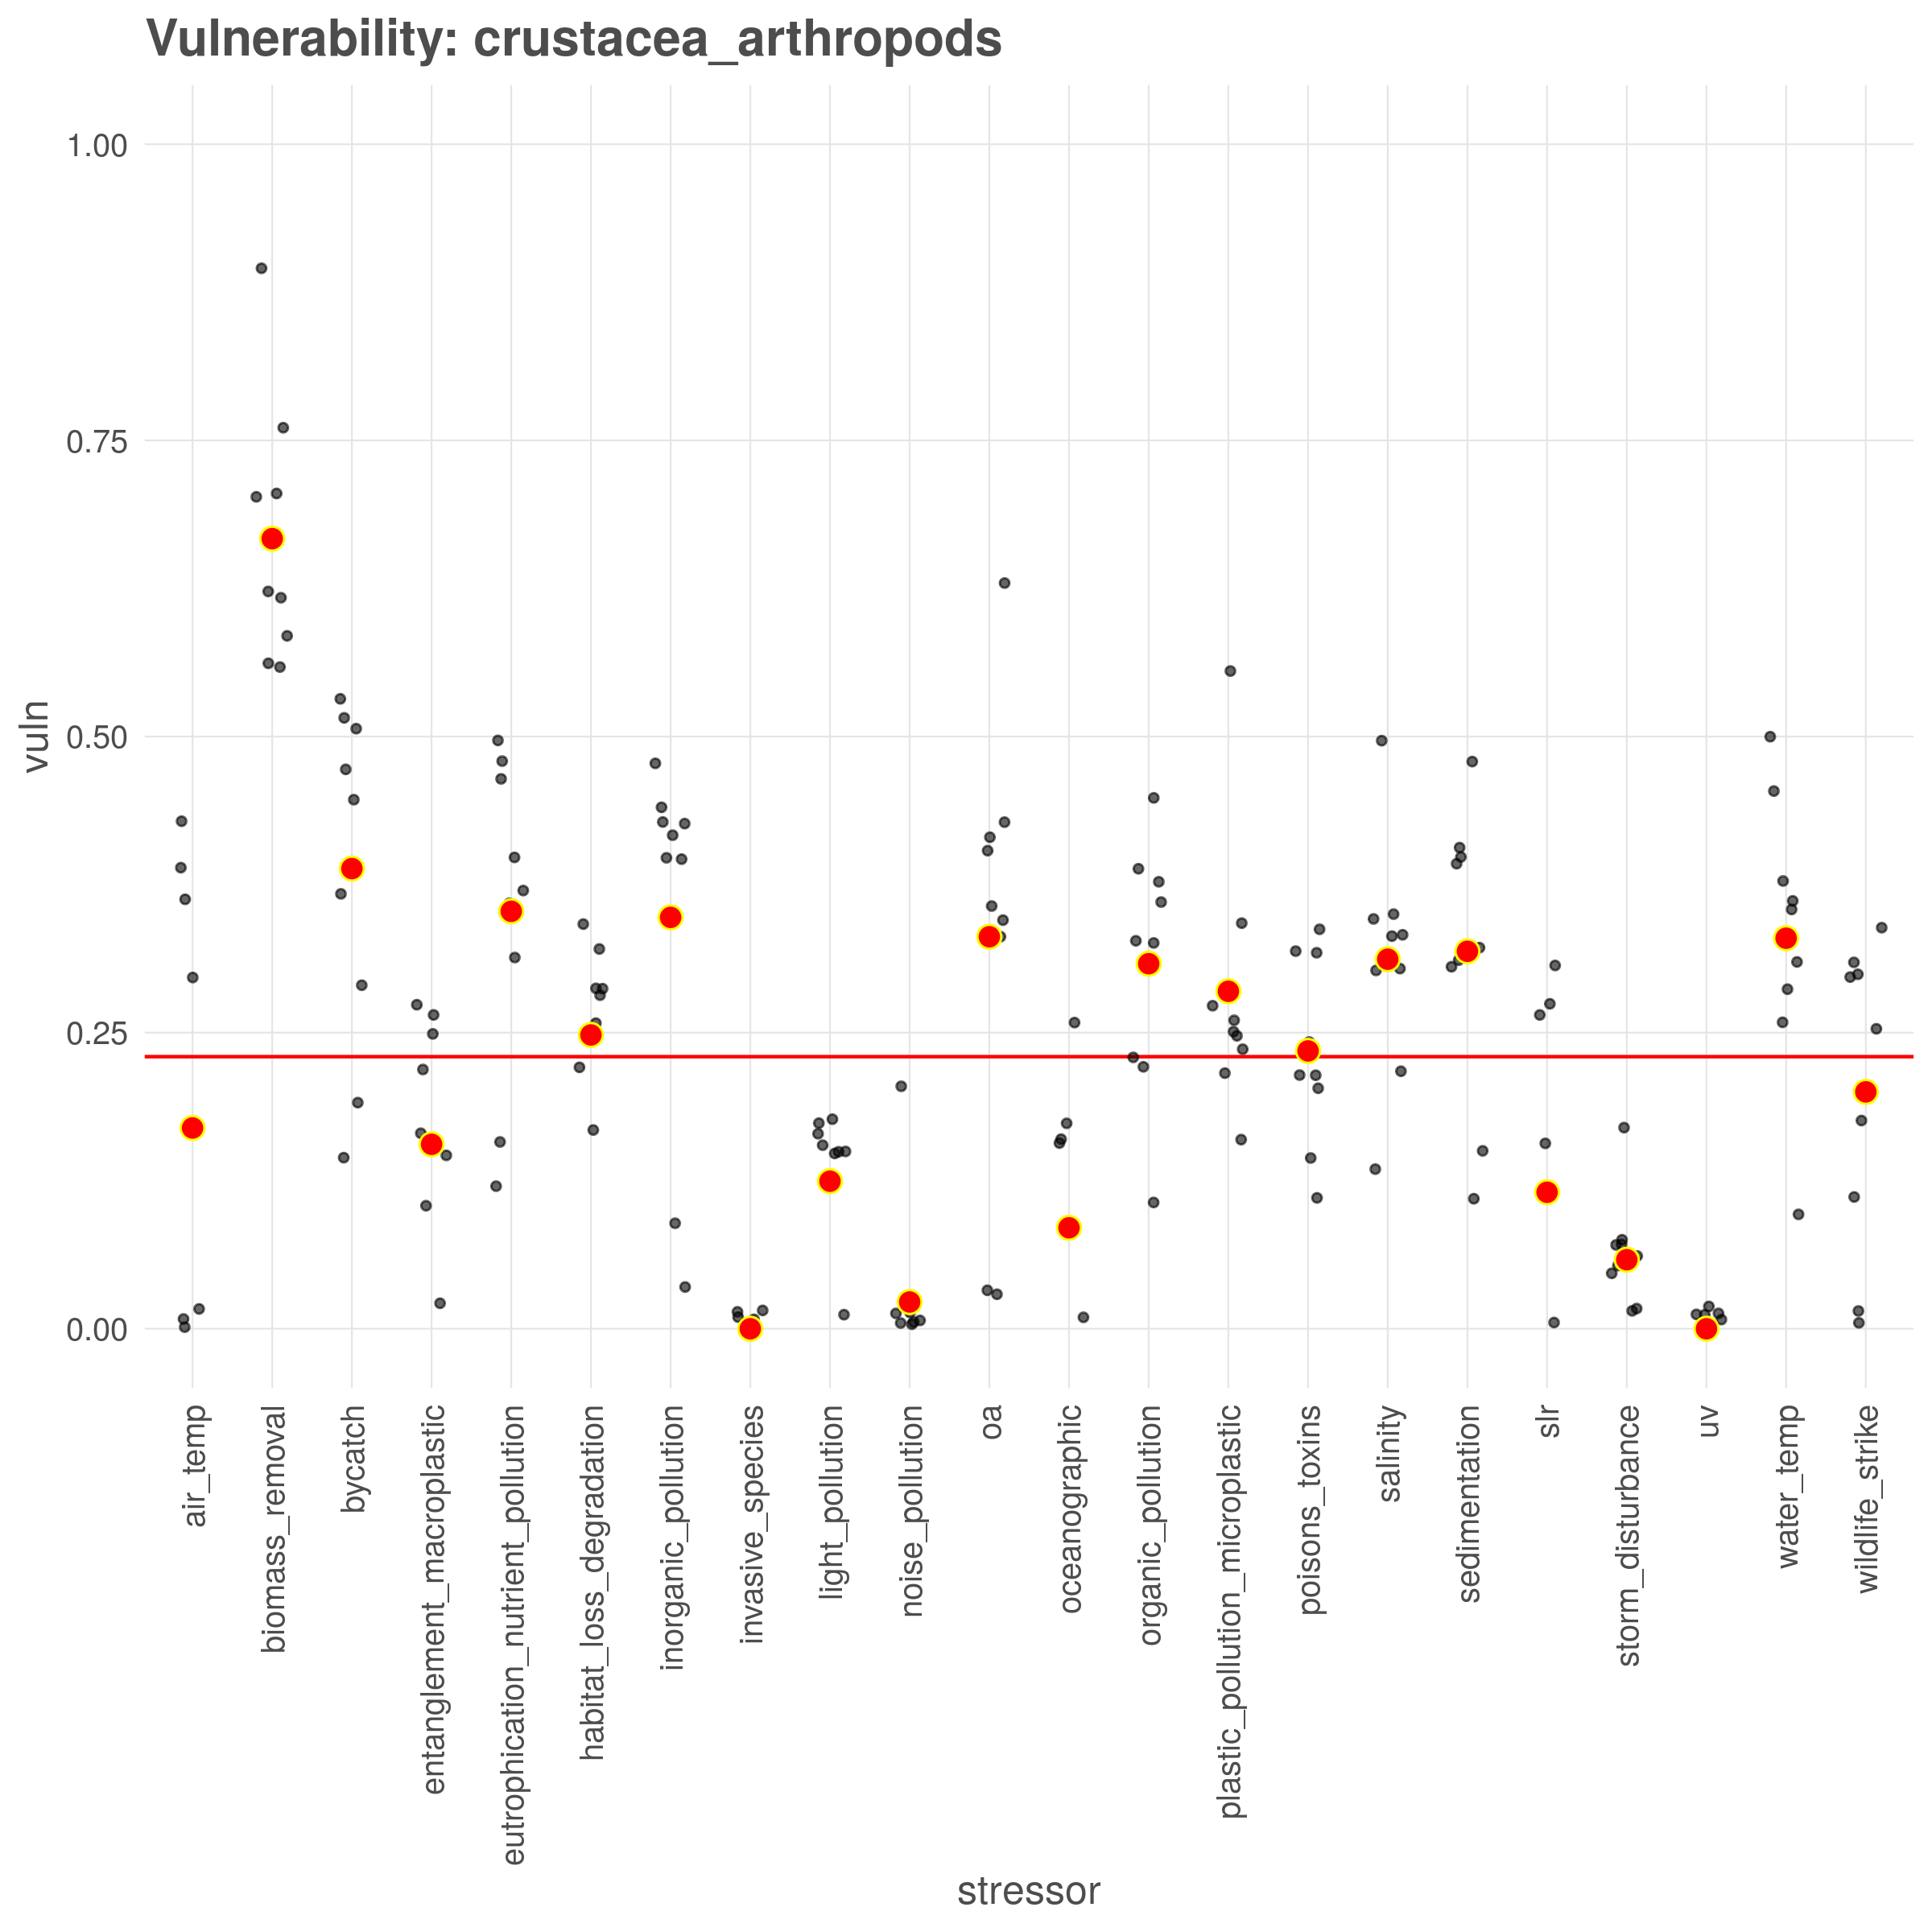 Vulnerability: crustacea_arthropods
vuln
1.00
0.75
0.50
0.25
0.00
air_temp
biomass_removal
bycatch
entanglement_macroplastic
eutrophication_nutrient_pollution
habitat_loss_degradation
inorganic_pollution
invasive_species
light_pollution
noise_pollution
oa
oceanographic
organic_pollution
plastic_pollution_microplastic
poisons_toxins
salinity
sedimentation
slr
storm_disturbance
uv
water_temp
wildlife_strike
stressor